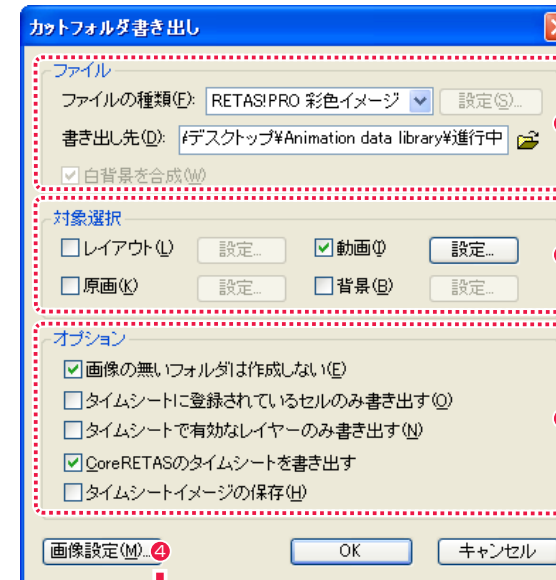 カットフォルダ書き出し
ファイル
ファイルの種類(F): RETAS!PRO 彩色イメージ 設定(S)...
書き出し先(D): ﾃﾞスクトップ¥Animation data library¥進行中
白背景を合成(W)
対象選択
レイアウト(L) 設定... 動画(I) 設定...
原画(K) 設定... 背景(B) 設定...
オプション
画像の無いフォルダは作成しない(E)
タイムシートに登録されているセルのみ書き出す(O)
タイムシートで有効なレイヤーのみ書き出す(N)
CoreRETASのタイムシートを書き出す
タイムシートイメージの保存(H)
画像設定(M)... 4 OK キャンセル